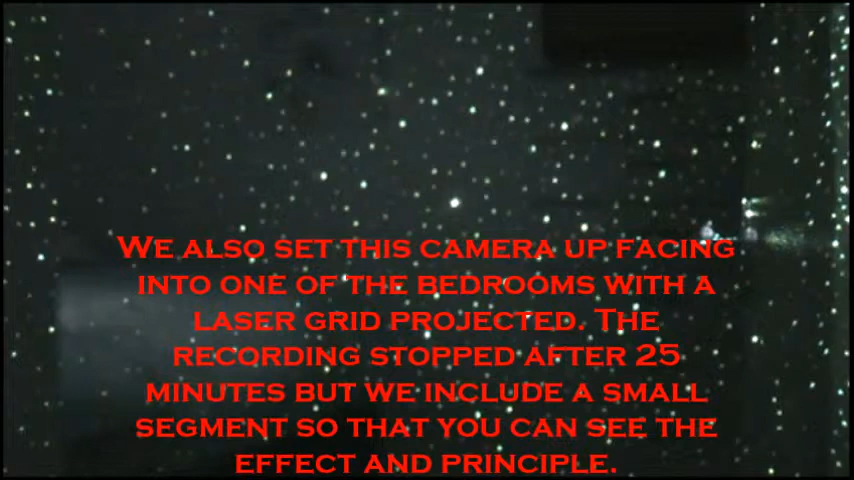 We also set this camera up facing
into one of the bedrooms with a
laser grid projected. The
recording stopped after 25
minutes but we include a small
segment so that you can see the
effect and principle.